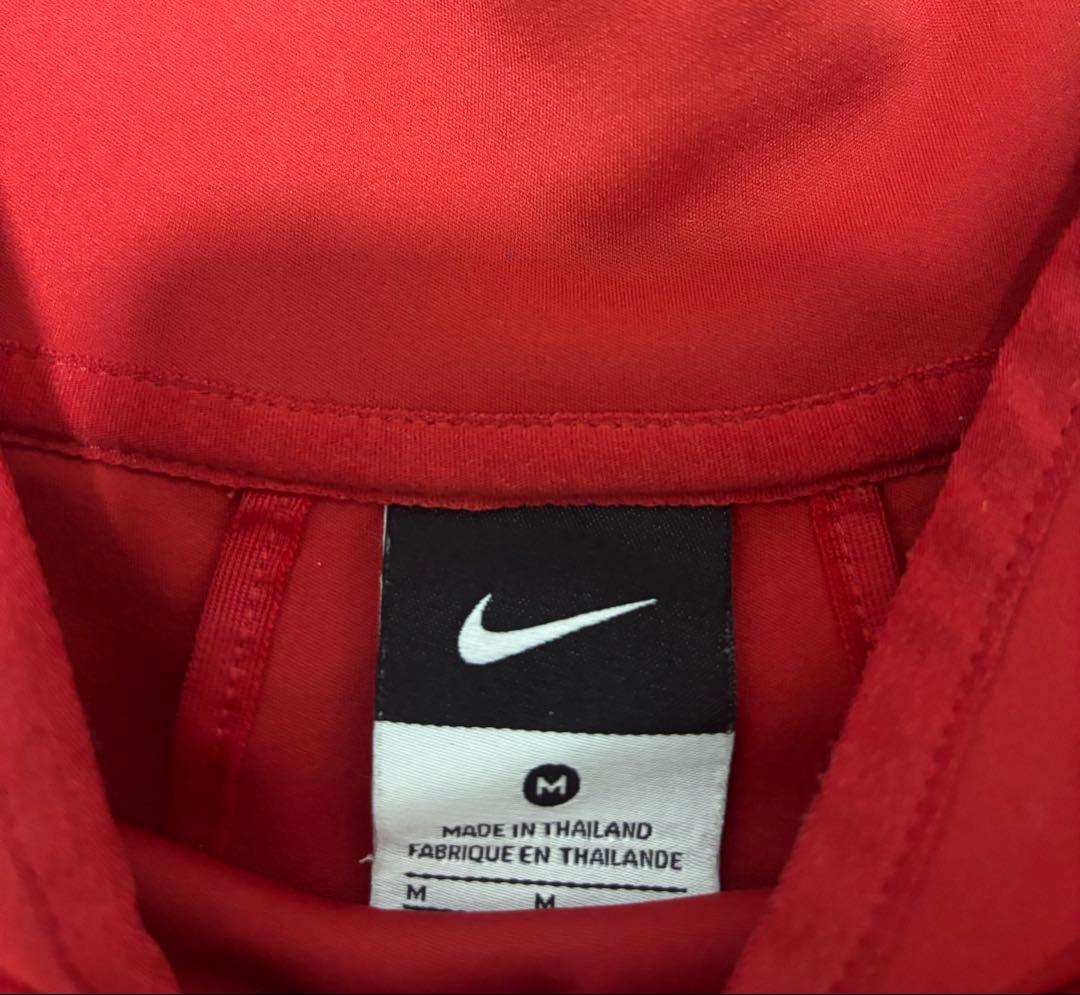 M
MADE IN THAILAND
FABRIQUE EN THAILANDE
M M